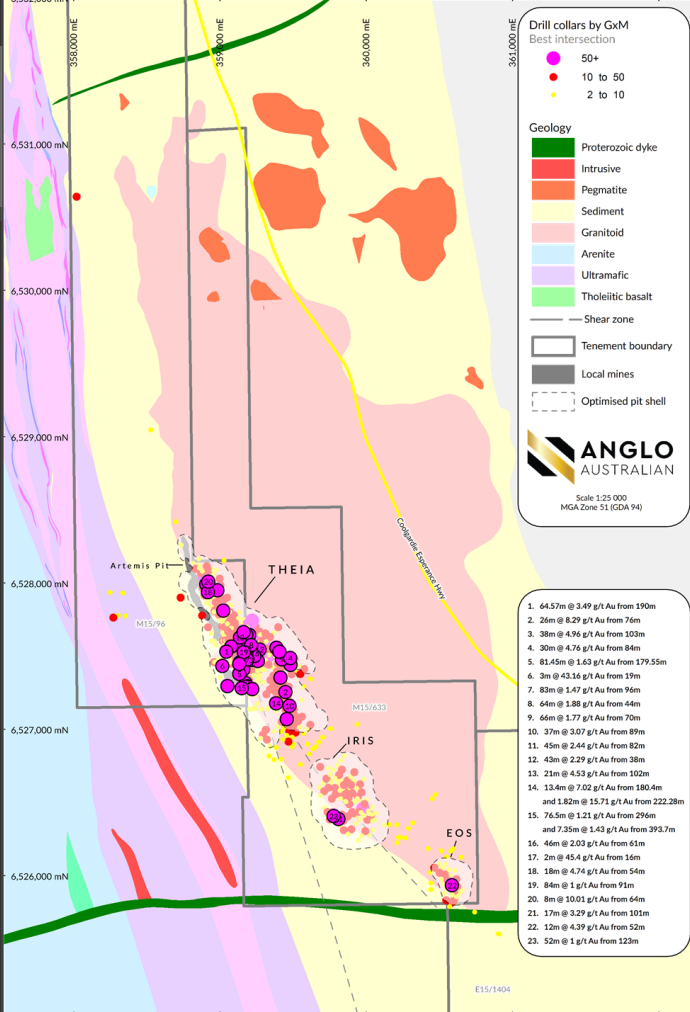 358,000 mE
359,000 mE
360,000 mE
361,000 mE
6,531,000 mN
6,530,000 mN
6,529,000 mN
6,528,000 mN
6,527,000 mN
6,526,000 mN
Coolgardie Esperance Hwy
Artemis Pit
THEIA
M15/96
M15/633
IRIS
EOS
E15/1404
20
18
1
19
2
4
6
5
15
2
14
10
23
22
Drill collars by GxM
Best intersection
50+
10 to 50
2 to 10
Geology
Proterozoic dyke
Intrusive
Pegmatite
Sediment
Granitoid
Arenite
Ultramafic
Tholeiitic basalt
Shear zone
Tenement boundary
Local mines
Optimised pit shell
ANGLO
AUSTRALIAN
Scale 1:25 000
MGA Zone 51 (GDA 94)
1. 64.57m @ 3.49 g/t Au from 190m
2. 26m @ 8.29 g/t Au from 76m
3. 38m @ 4.96 g/t Au from 103m
4. 30m @ 4.76 g/t Au from 84m
5. 81.45m @ 1.63 g/t Au from 179.55m
6. 3m @ 43.16 g/t Au from 19m
7. 83m @ 1.47 g/t Au from 96m
8. 64m @ 1.88 g/t Au from 44m
9. 66m @ 1.77 g/t Au from 70m
10. 37m @ 3.07 g/t Au from 89m
11. 45m @ 2.44 g/t Au from 82m
12. 43m @ 2.29 g/t Au from 38m
13. 21m @ 4.53 g/t Au from 102m
14. 13.4m @ 7.02 g/t Au from 180.4m
and 1.82m @ 15.71 g/t Au from 222.28m
15. 76.5m @ 1.21 g/t Au from 296m
and 7.35m @ 1.43 g/t Au from 393.7m
16. 46m @ 2.03 g/t Au from 61m
17. 2m @ 45.4 g/t Au from 16m
18. 18m @ 4.74 g/t Au from 54m
19. 84m @ 1 g/t Au from 91m
20. 8m @ 10.01 g/t Au from 64m
21. 17m @ 3.29 g/t Au from 101m
22. 12m @ 4.39 g/t Au from 52m
23. 52m @ 1 g/t Au from 123m